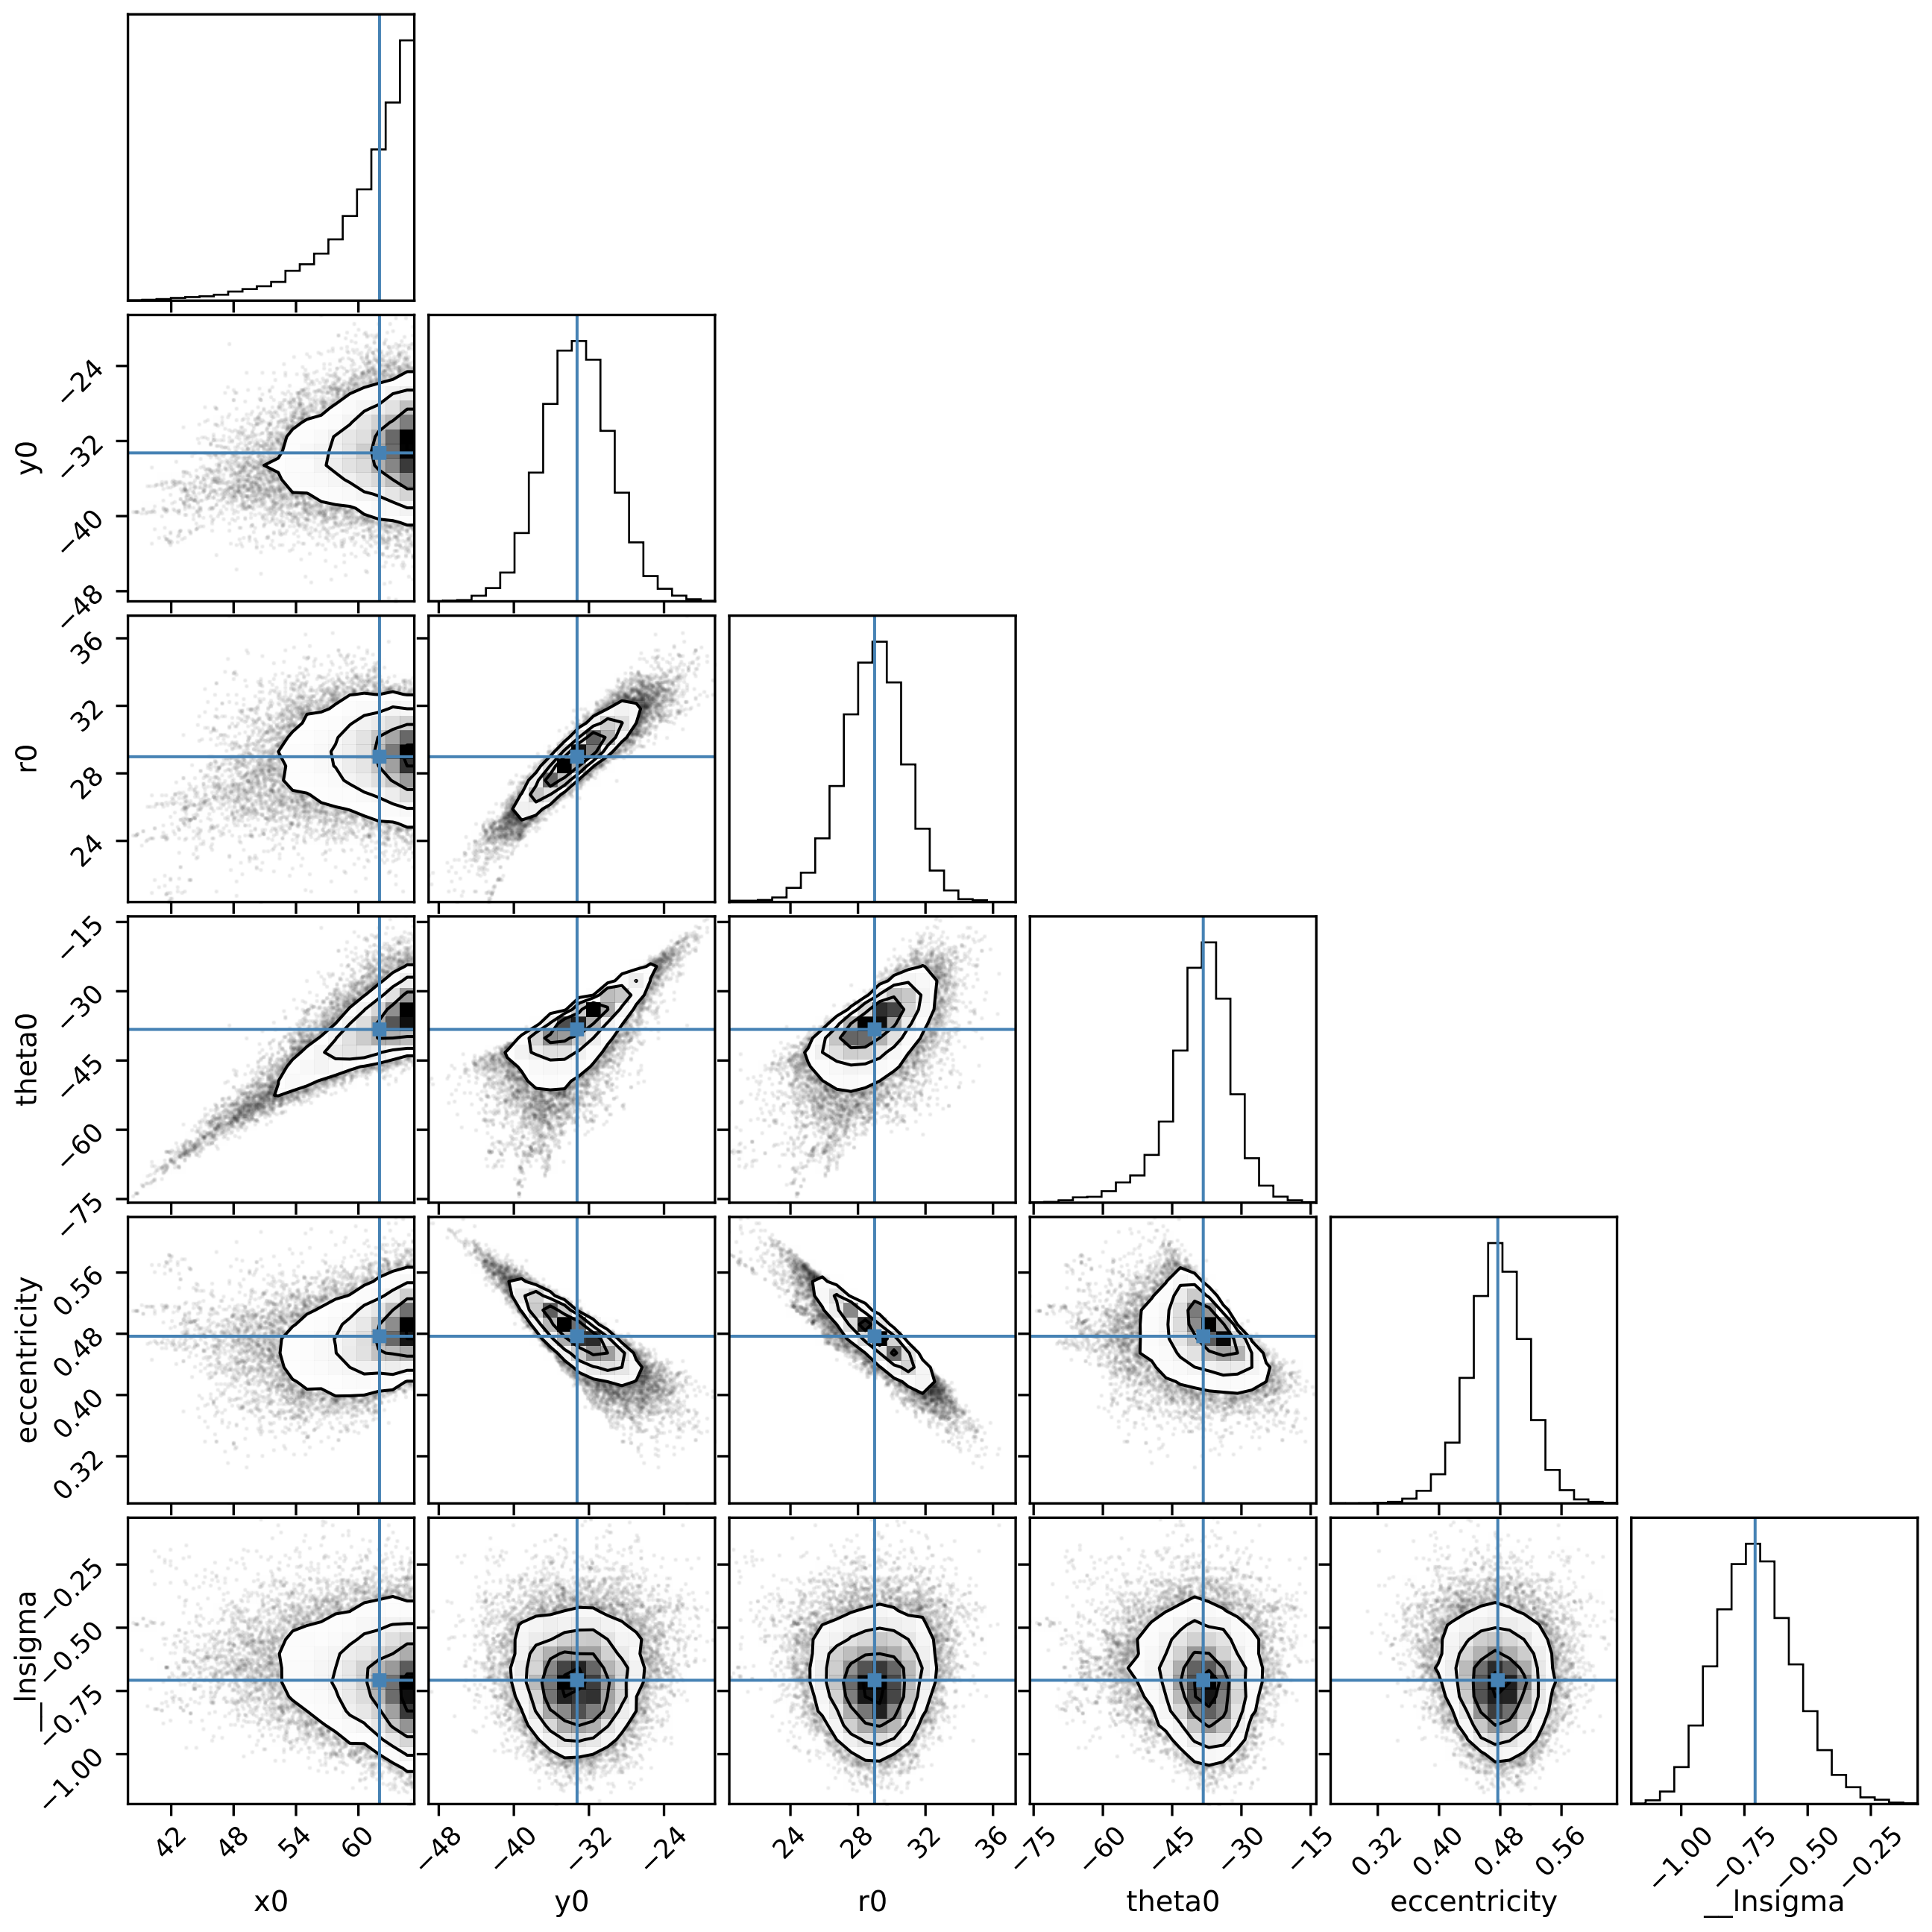 −24
−32
−40
−48
y0
36
32
28
24
r0
−15
−30
−45
−60
−75
theta0
0.56
0.48
0.40
0.32
eccentricity
−0.25
−0.50
−0.75
−1.00
__lnsigma
42 48 54 60
−48 −40 −32 −24
24 28 32 36
−75 −60 −45 −30 −15
0.32 0.40 0.48 0.56
−1.00 −0.75 −0.50 −0.25
x0 y0 r0 theta0 eccentricity __lnsigma